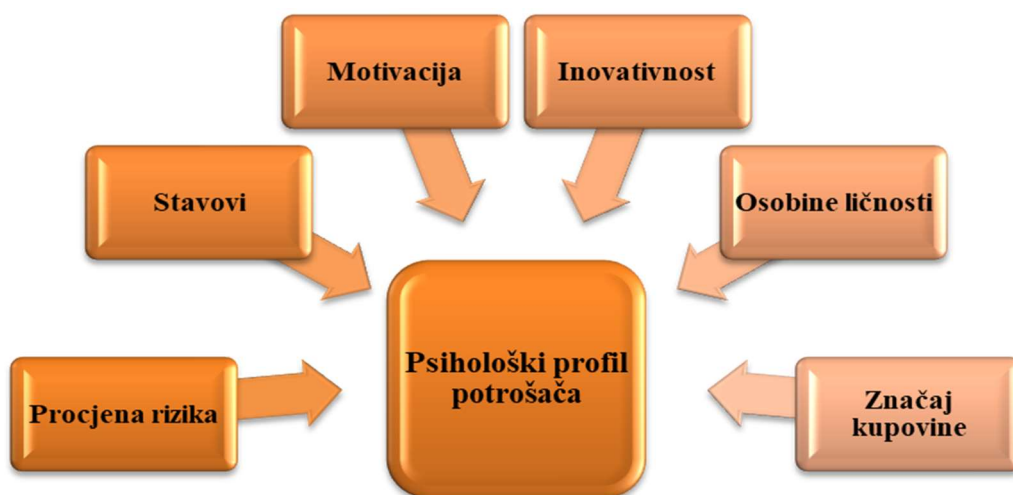 Motivacija
Inovativnost
Stavovi
Osobine ličnosti
Psihološki profil
potrošača
Procjena rizika
Značaj
kupovine